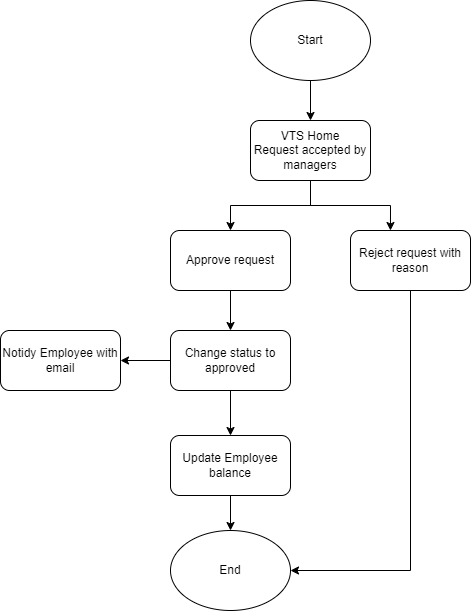 Start
VTS Home
Request accepted by
managers
Approve request
Reject request with
reason
Notidy Employee with
email
Change status to
approved
Update Employee
balance
End